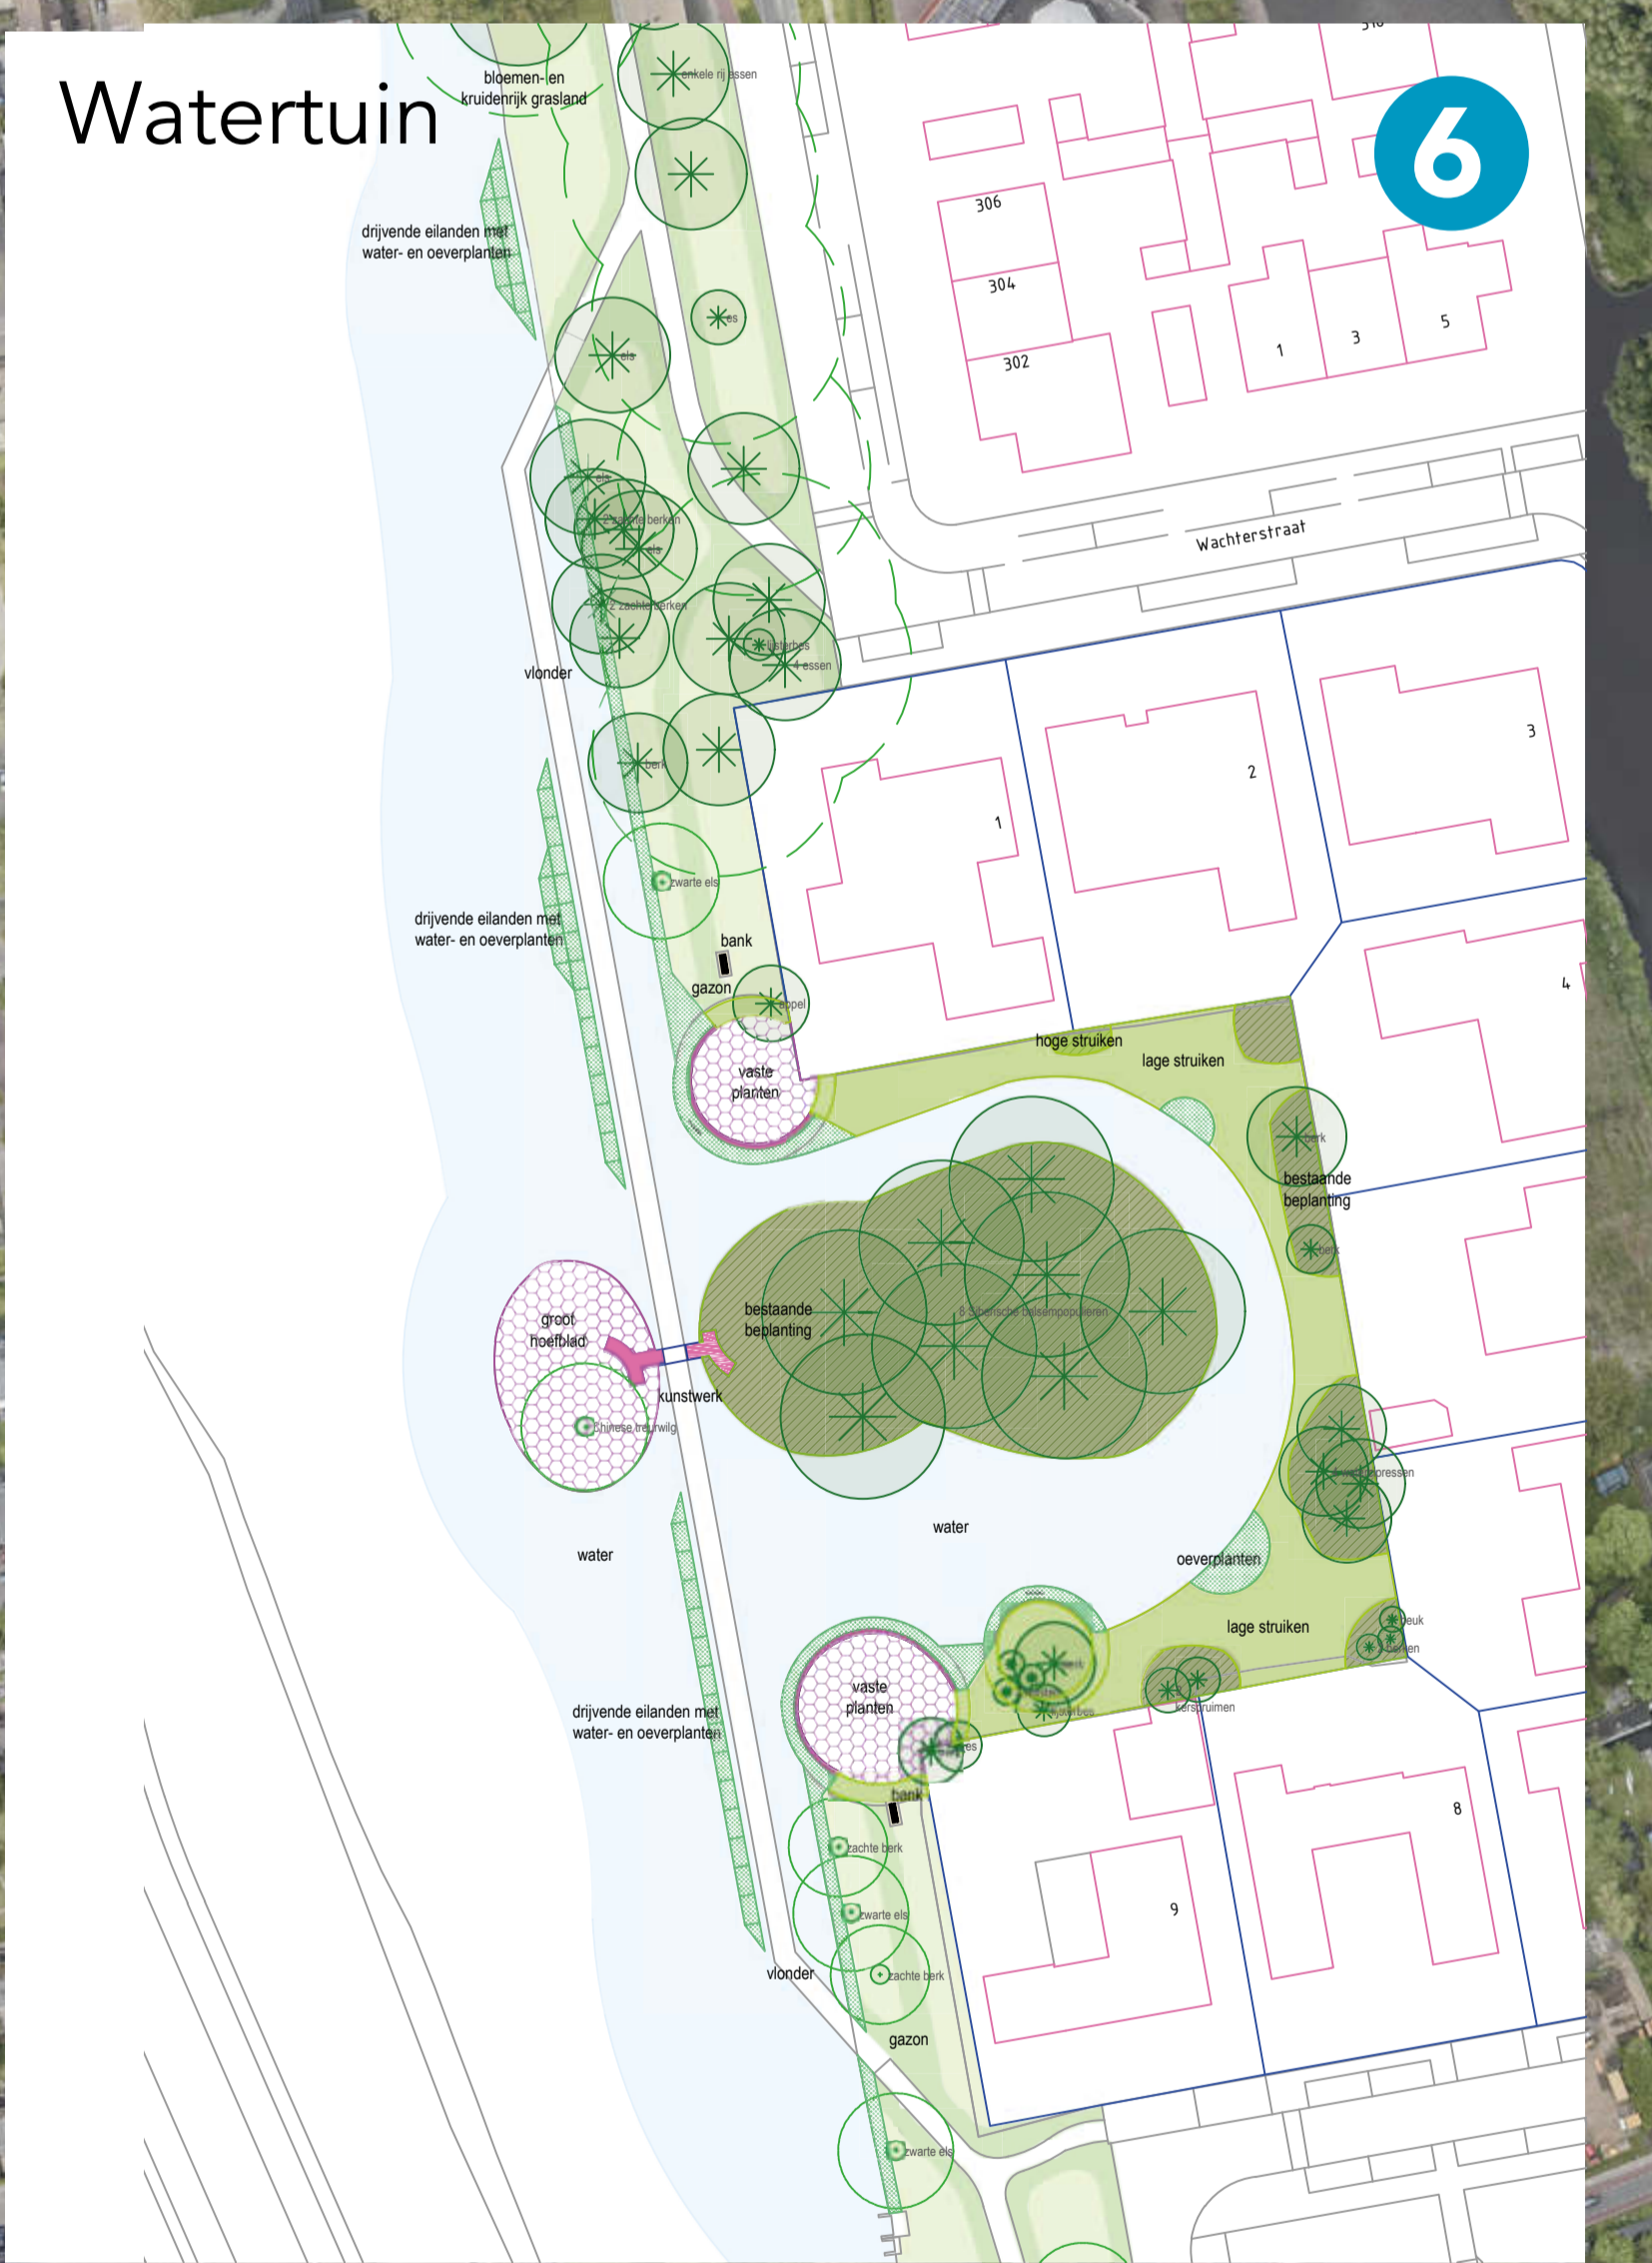 Watertuin
6
bloemen- en
kruidenrijk grasland
enkele rij essen
310
drijvende eilanden met
water- en oeverplanten
306
304
302
1
3
5
es
els
els
2 zachte berken
els
Wachterstraat
2 zachte berken
lijsterbes
4 essen
vlonder
berk
1
2
3
zwarte els
drijvende eilanden met
water- en oeverplanten
bank
gazon
appel
4
hoge struiken
lage struiken
vaste
planten
berk
bestaande
beplanting
berk
groot
hoefblad
bestaande
beplanting
8 Siberische balsempopulieren
kunstwerk
Chinese treurwilg
water
water
oeverplanten
lage struiken
beuk
vaste
planten
lijsterbes
kerspruimen
drijvende eilanden met
water- en oeverplanten
bank
zachte berk
8
zwarte els
9
vlonder
zachte berk
gazon
zwarte els